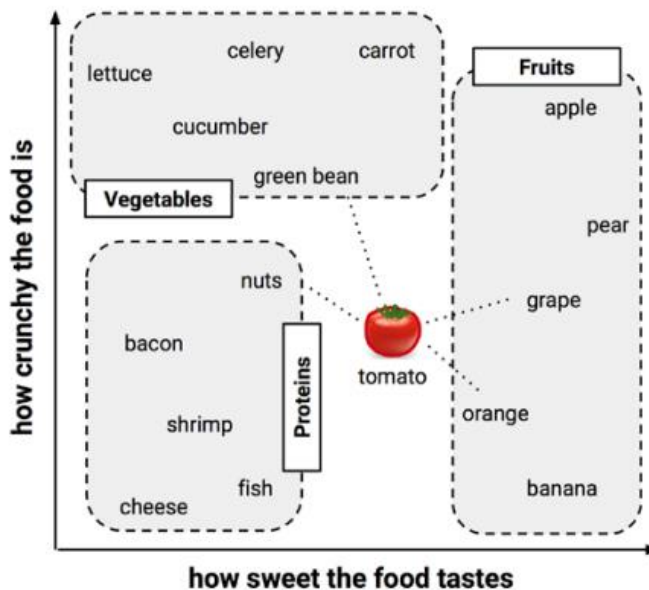 how crunchy the food is
lettuce
celery
carrot
cucumber
green bean
Vegetables
Fruits
apple
pear
grape
orange
banana
nuts
bacon
shrimp
fish
cheese
Proteins
tomato
how sweet the food tastes